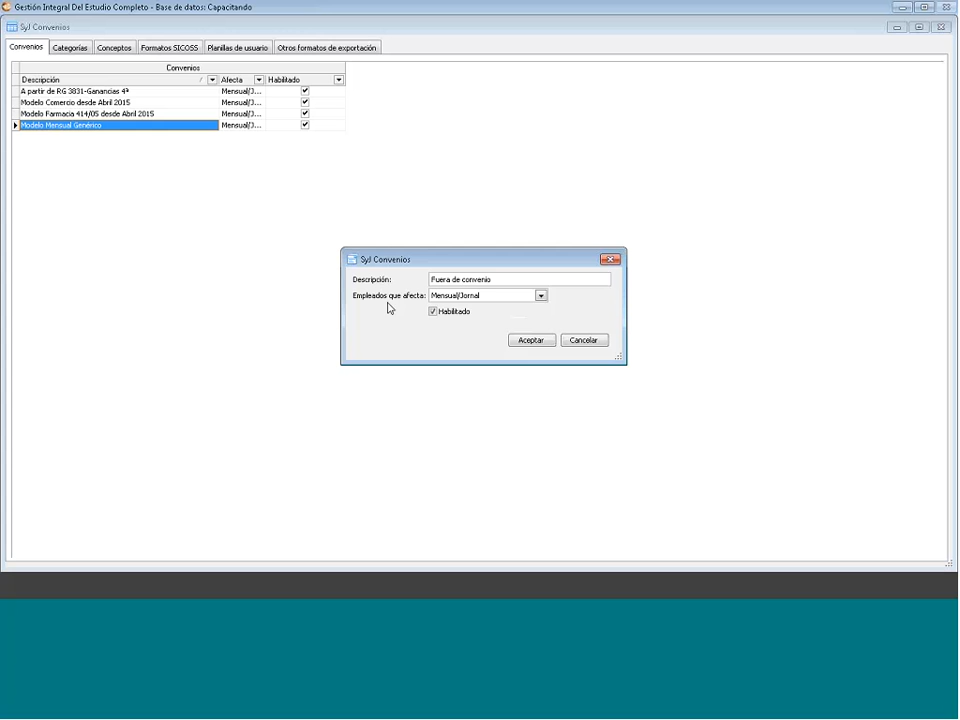 Gestión Integral Del Estudio Completo - Base de datos: Capacitando
SyJ Convenios
Convenios Categorías Conceptos Formatos SICOSS Planillas de usuario Otros formatos de exportación
Convenios
Descripción Afecta Habilitado
A partir de RG 3831-Ganancias 4ª Mensual/J...
Modelo Comercio desde Abril 2015 Mensual/J...
Modelo Farmacia 414/05 desde Abril 2015 Mensual/J...
Modelo Mensual Genérico Mensual/J...
SyJ Convenios
Descripción: Fuera de convenio
Empleados que afecta: Mensual/Jornal
Habilitado
Aceptar Cancelar